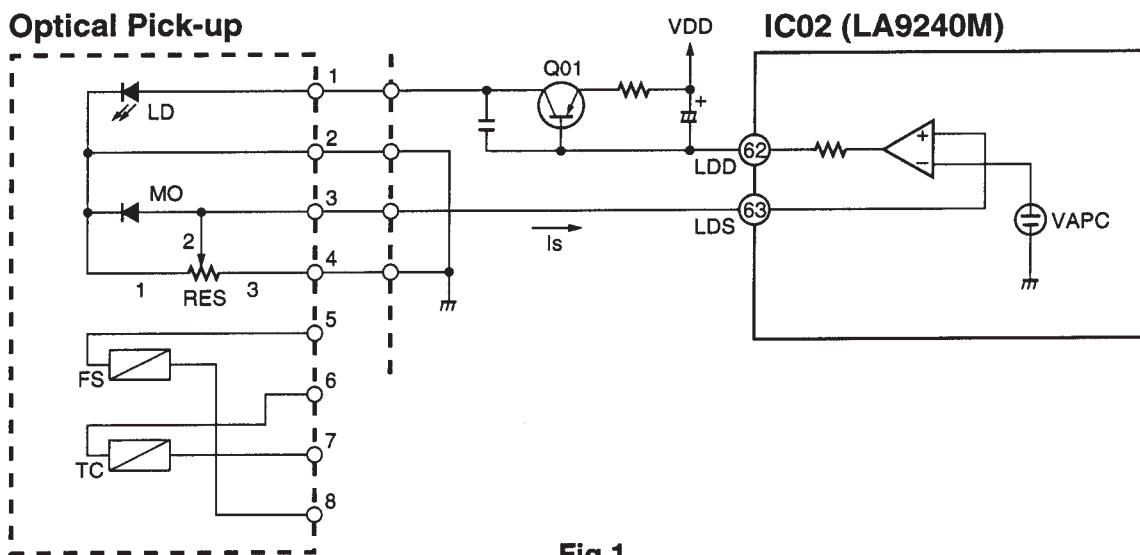 Optical Pick-up
IC02 (LA9240M)
VDD
Q01
1
LD
2
+
62
LDD
+
−
MO
3
63
LDS
VAPC
2
Is
4
1
RES
3
5
FS
6
7
TC
8
Fig.1